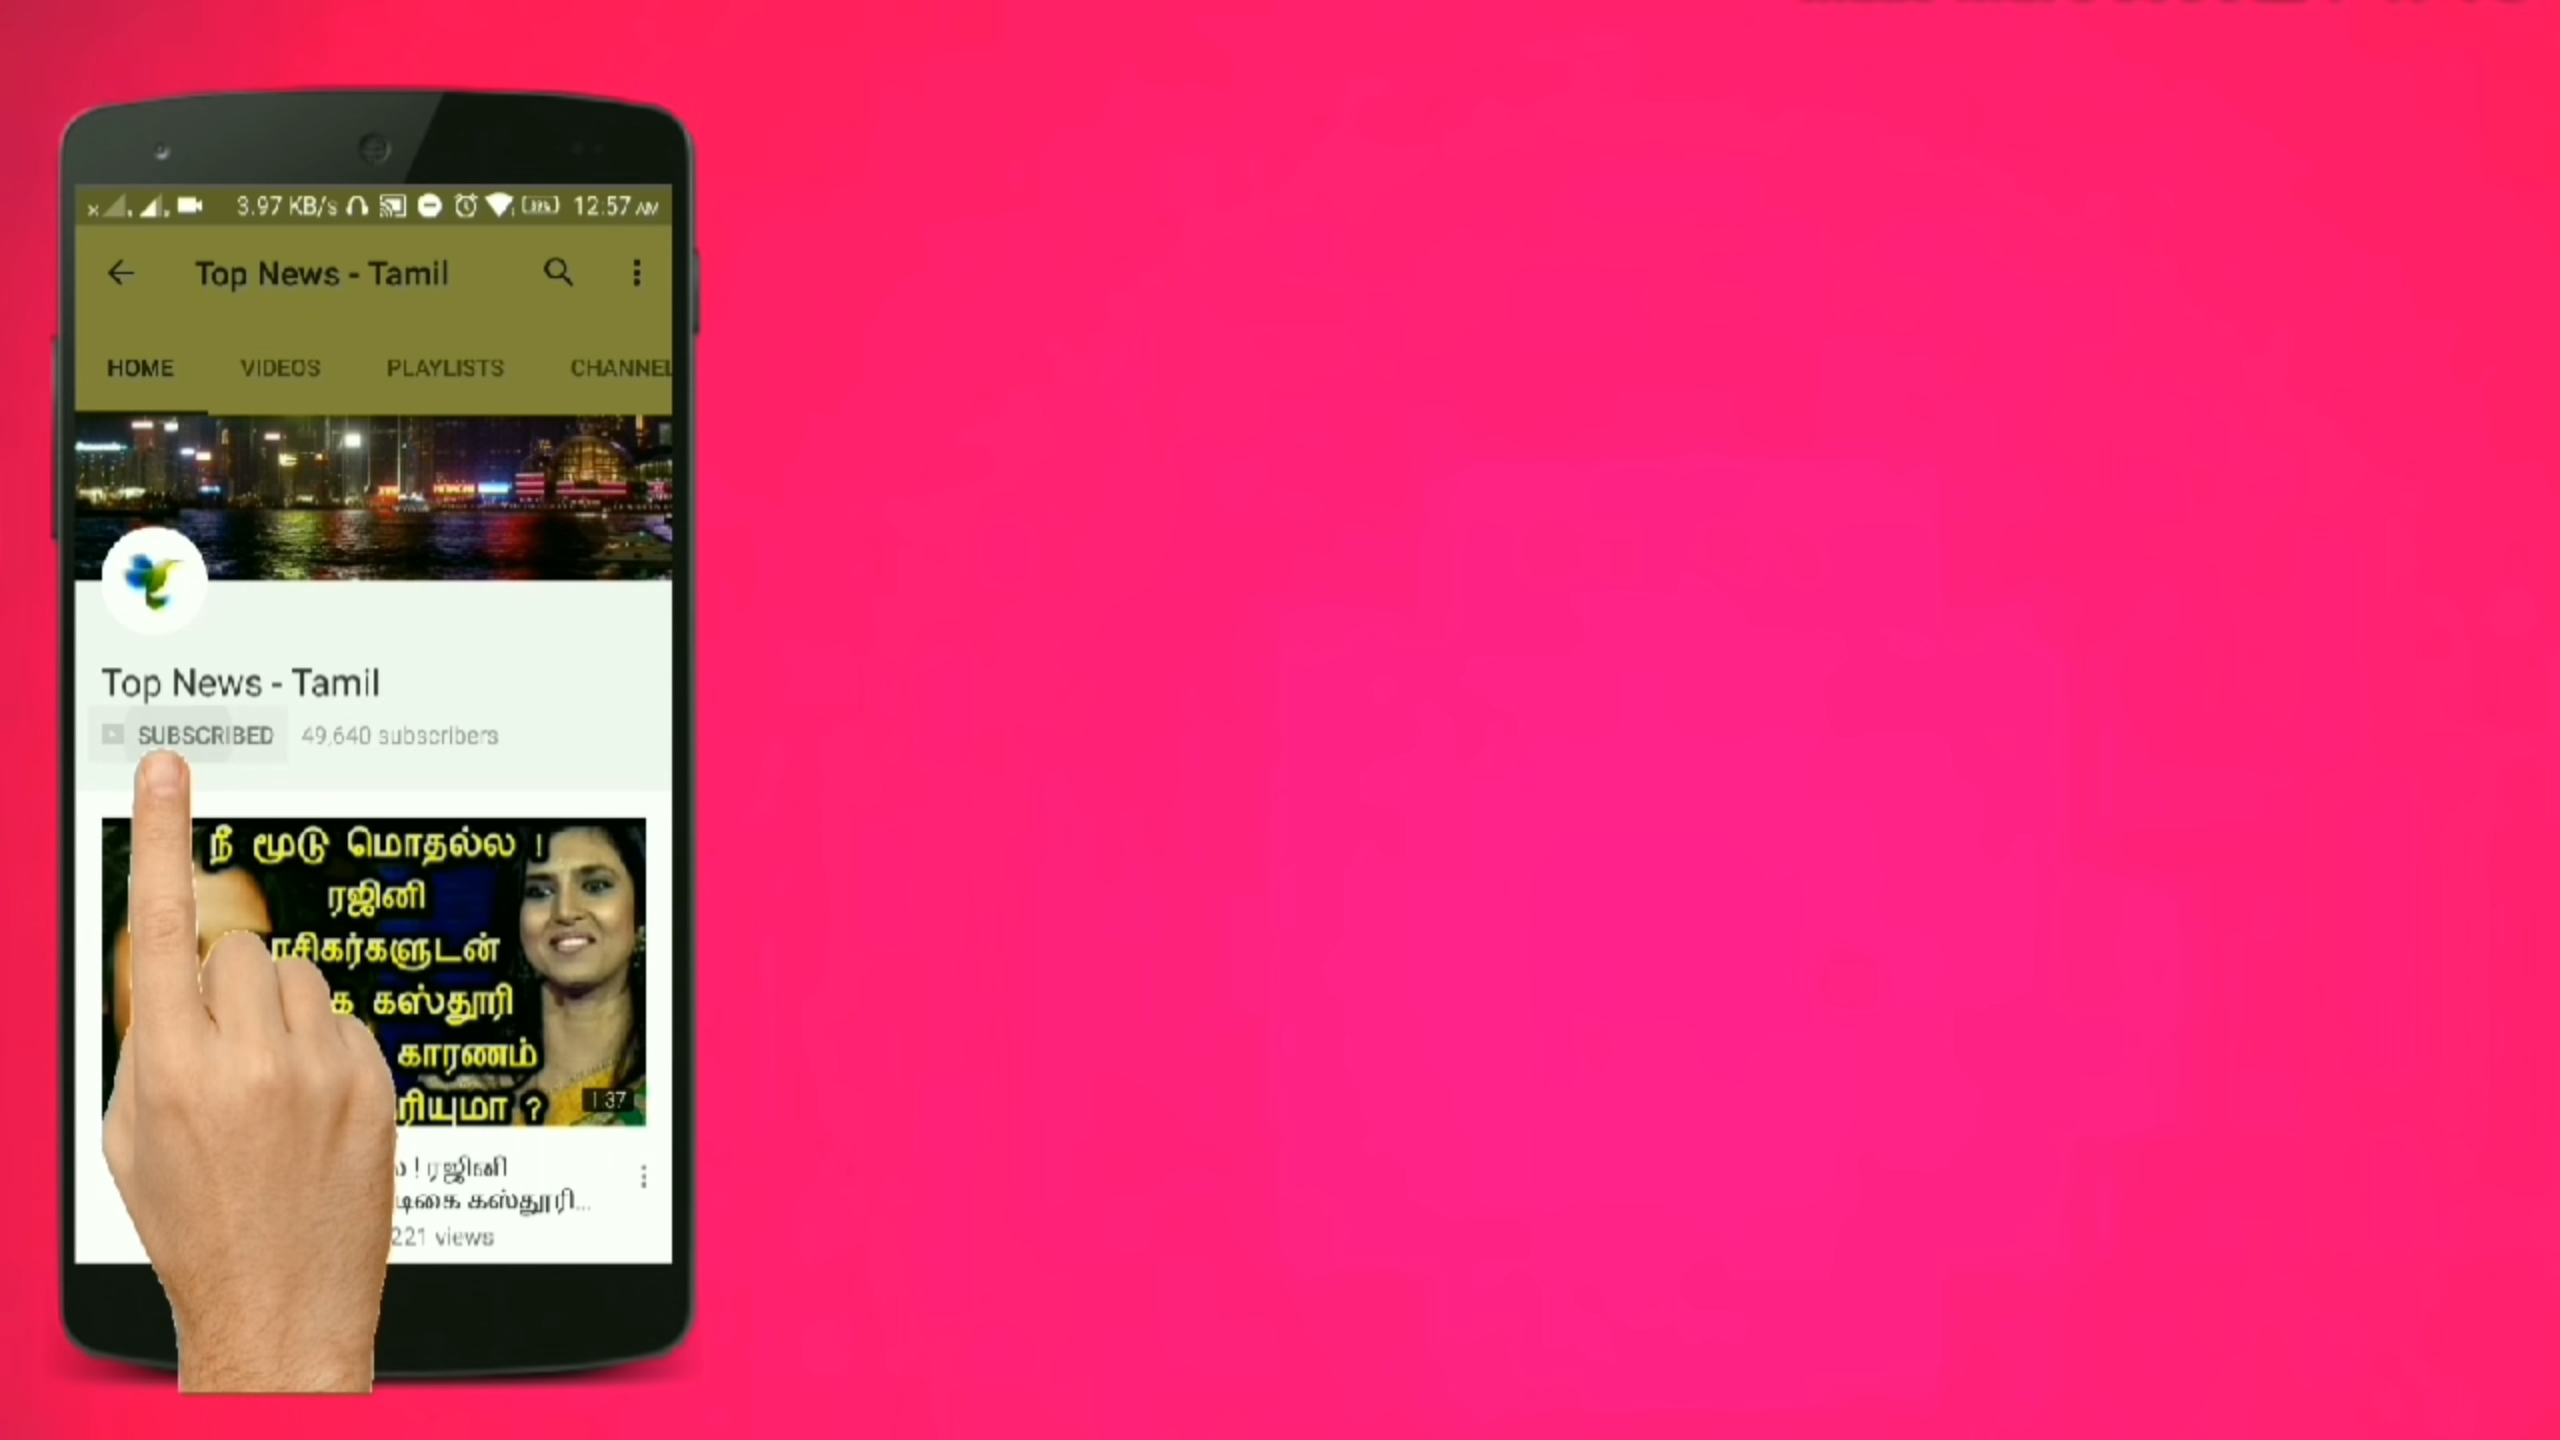 3.97 KB/s 12.57 AM
Top News - Tamil
HOME VIDEOS PLAYLISTS CHANNEL
Top News - Tamil
SUBSCRIBED 49,640 subscribers
நீ மூடு மொதல்ல !
ரஜினி
ரசிகர்களுடன்
கஸ்தூரி
காரணம்
1:37
! ரஜினி
கஸ்தூரி...
221 views